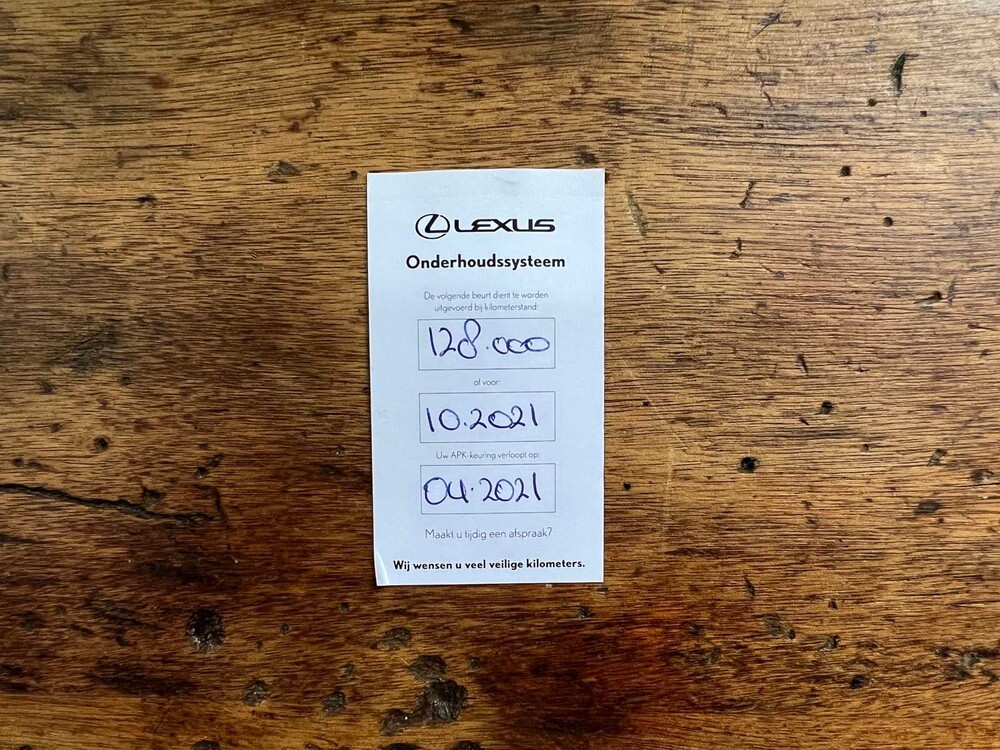 LEXUS
Onderhoudssysteem
De volgende beurt dient te worden
uitgevoerd bij kilometerstand:
128.000
of voor:
10.2021
Uw APK-keuring verloopt op:
04.2021
Maakt u tijdig een afspraak?
Wij wensen u veel veilige kilometers.